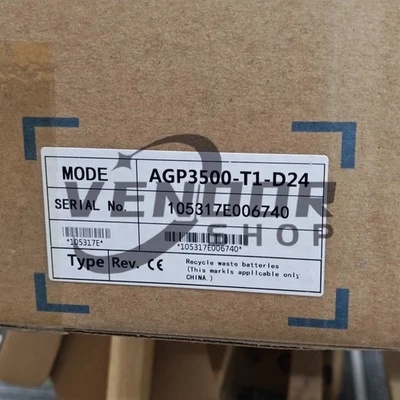 MODE AGP3500-T1-D24
SERIAL No. 105317E006740
*105317E* *105317E006740*
Type Rev. CE Recycle waste batteries
(This markIs applicable only
CHINA.)
VENDOR
SHOP